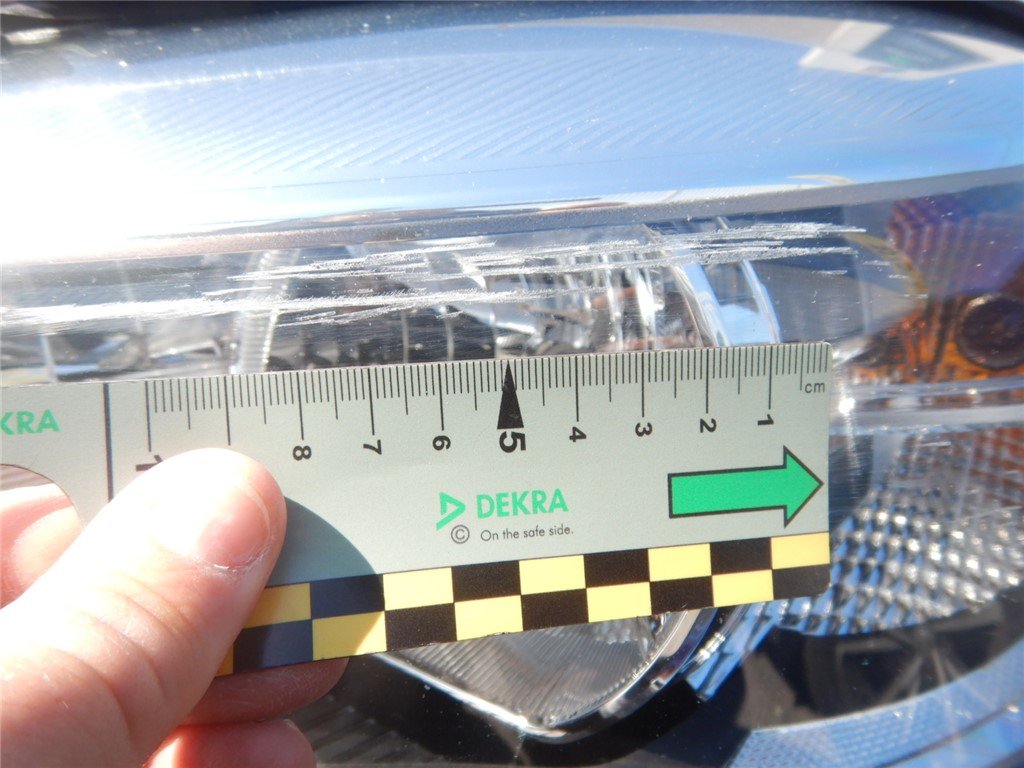 KRA
cm
8 7 6 5 4 3 2 1
DEKRA
© On the safe side.